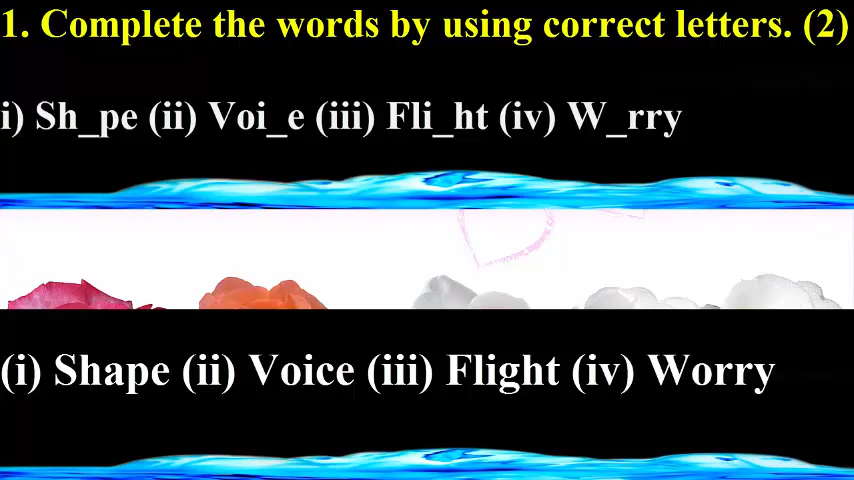 1. Complete the words by using correct letters. (2)
i) Sh_pe (ii) Voi_e (iii) Fli_ht (iv) W_rry
(i) Shape (ii) Voice (iii) Flight (iv) Worry